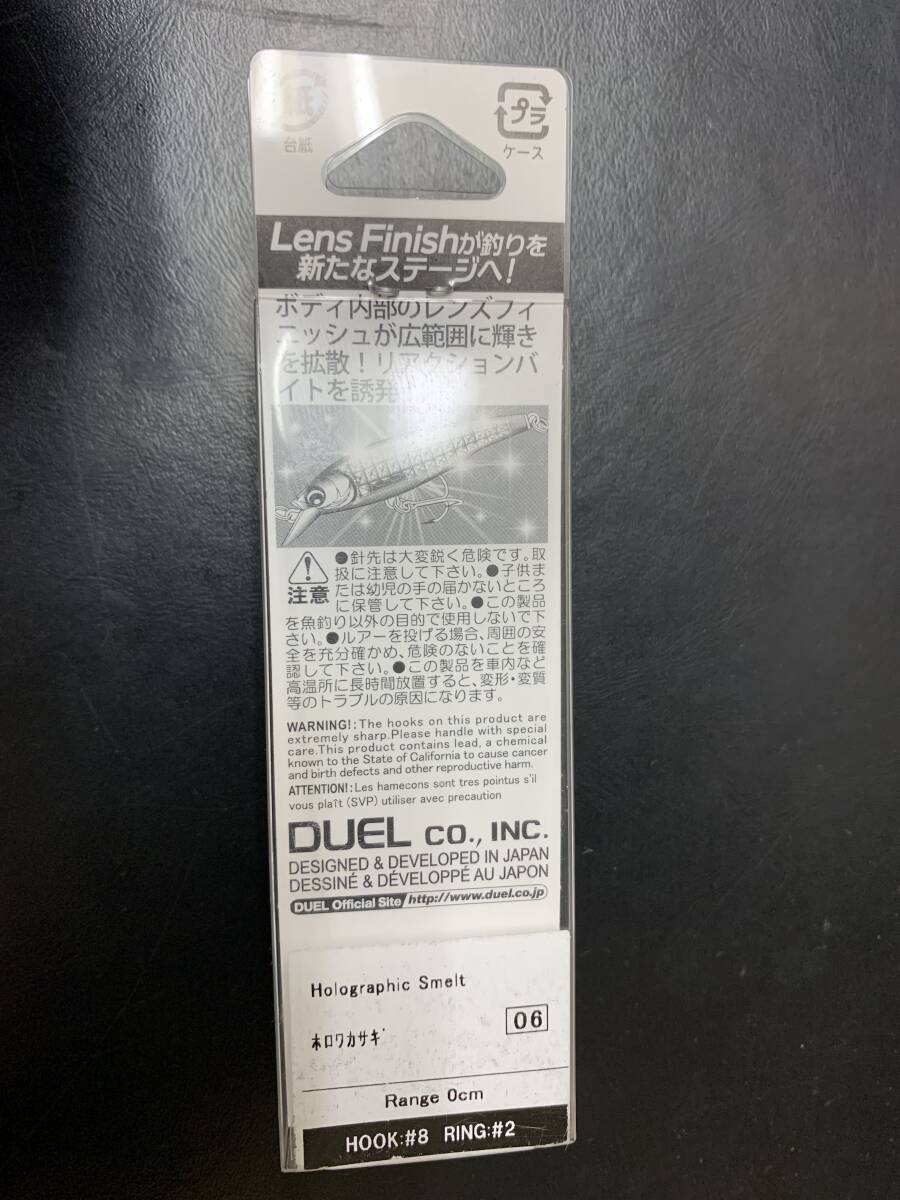 紙
台紙
プラ
ケース
Lens Finishが釣りを
新たなステージへ!
ボディ内部のレンズフィ
ニッシュが広範囲に輝き
を拡散!リアクションバ
イトを誘発
注意
●針先は大変鋭く危険です。取
扱に注意して下さい。●子供ま
たは幼児の手の届かないところ
に保管して下さい。●この製品
を魚釣り以外の目的で使用しないで下
さい。●ルアーを投げる場合、周囲の安
全を充分確かめ、危険のないことを確
認して下さい。●この製品を車内など
高温所に長時間放置すると、変形・変質
等のトラブルの原因になります。
WARNING!:The hooks on this product are
extremely sharp.Please handle with special
care.This product contains lead, a chemical
known to the State of California to cause cancer
and birth defects and other reproductive harm.
ATTENTION!:Les hamecons sont tres pointus s'il
vous plaît (SVP) utiliser avec precaution
DUEL CO., INC.
DESIGNED & DEVELOPED IN JAPAN
DESSINÉ & DÉVELOPPÉ AU JAPON
DUEL Official Site http://www.duel.co.jp
Holographic Smelt
06
ﾎﾛﾜｶｻｷﾞ
Range 0cm
HOOK:#8 RING:#2